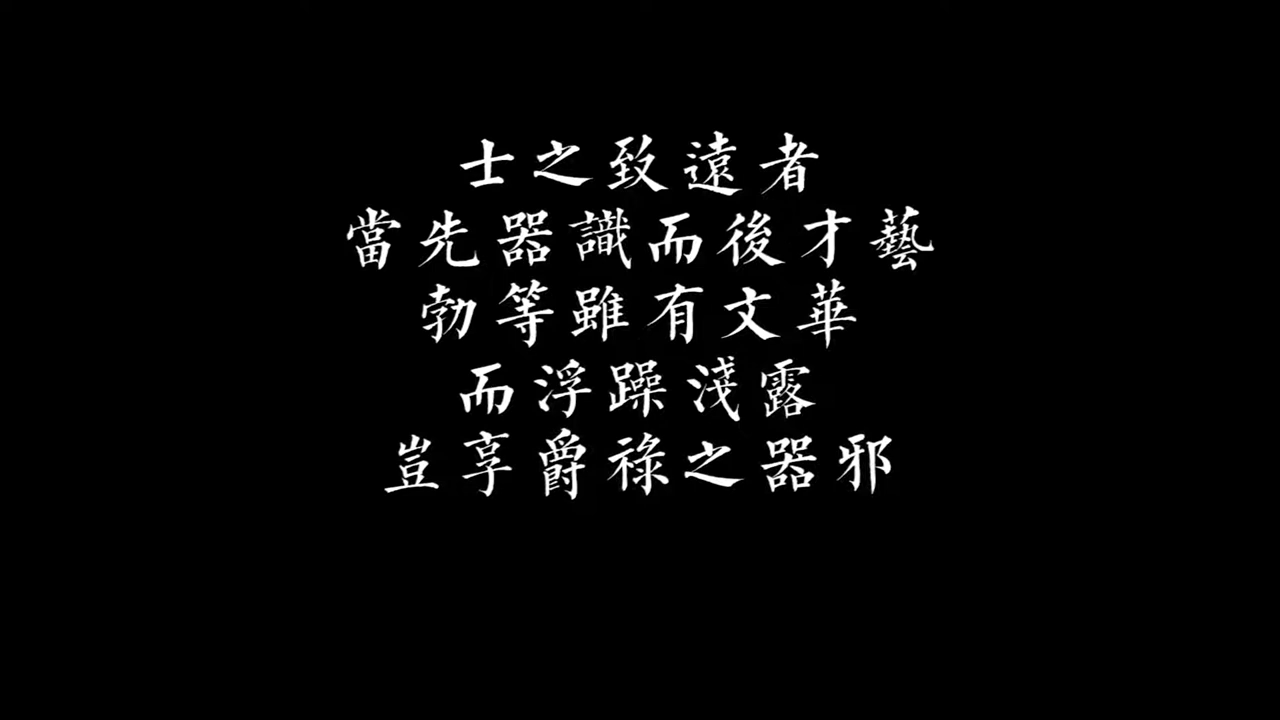 士之致遠者
當先器識而後才藝
勃等雖有文華
而浮躁淺露
豈享爵祿之器邪